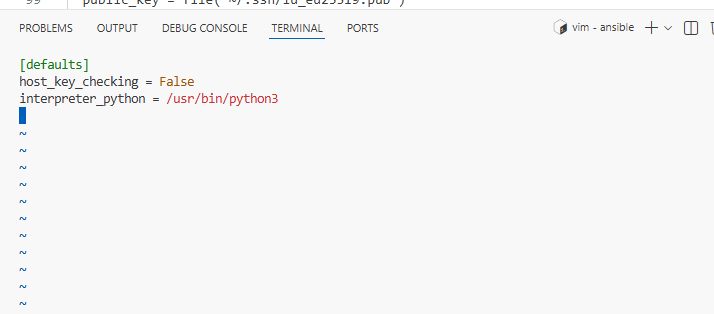 99 public_key = file("~/.ssh/id_ed25519.pub")
PROBLEMS OUTPUT DEBUG CONSOLE TERMINAL PORTS vim - ansible
[defaults]
host_key_checking = False
interpreter_python = /usr/bin/python3
~
~
~
~
~
~
~
~
~
~
~